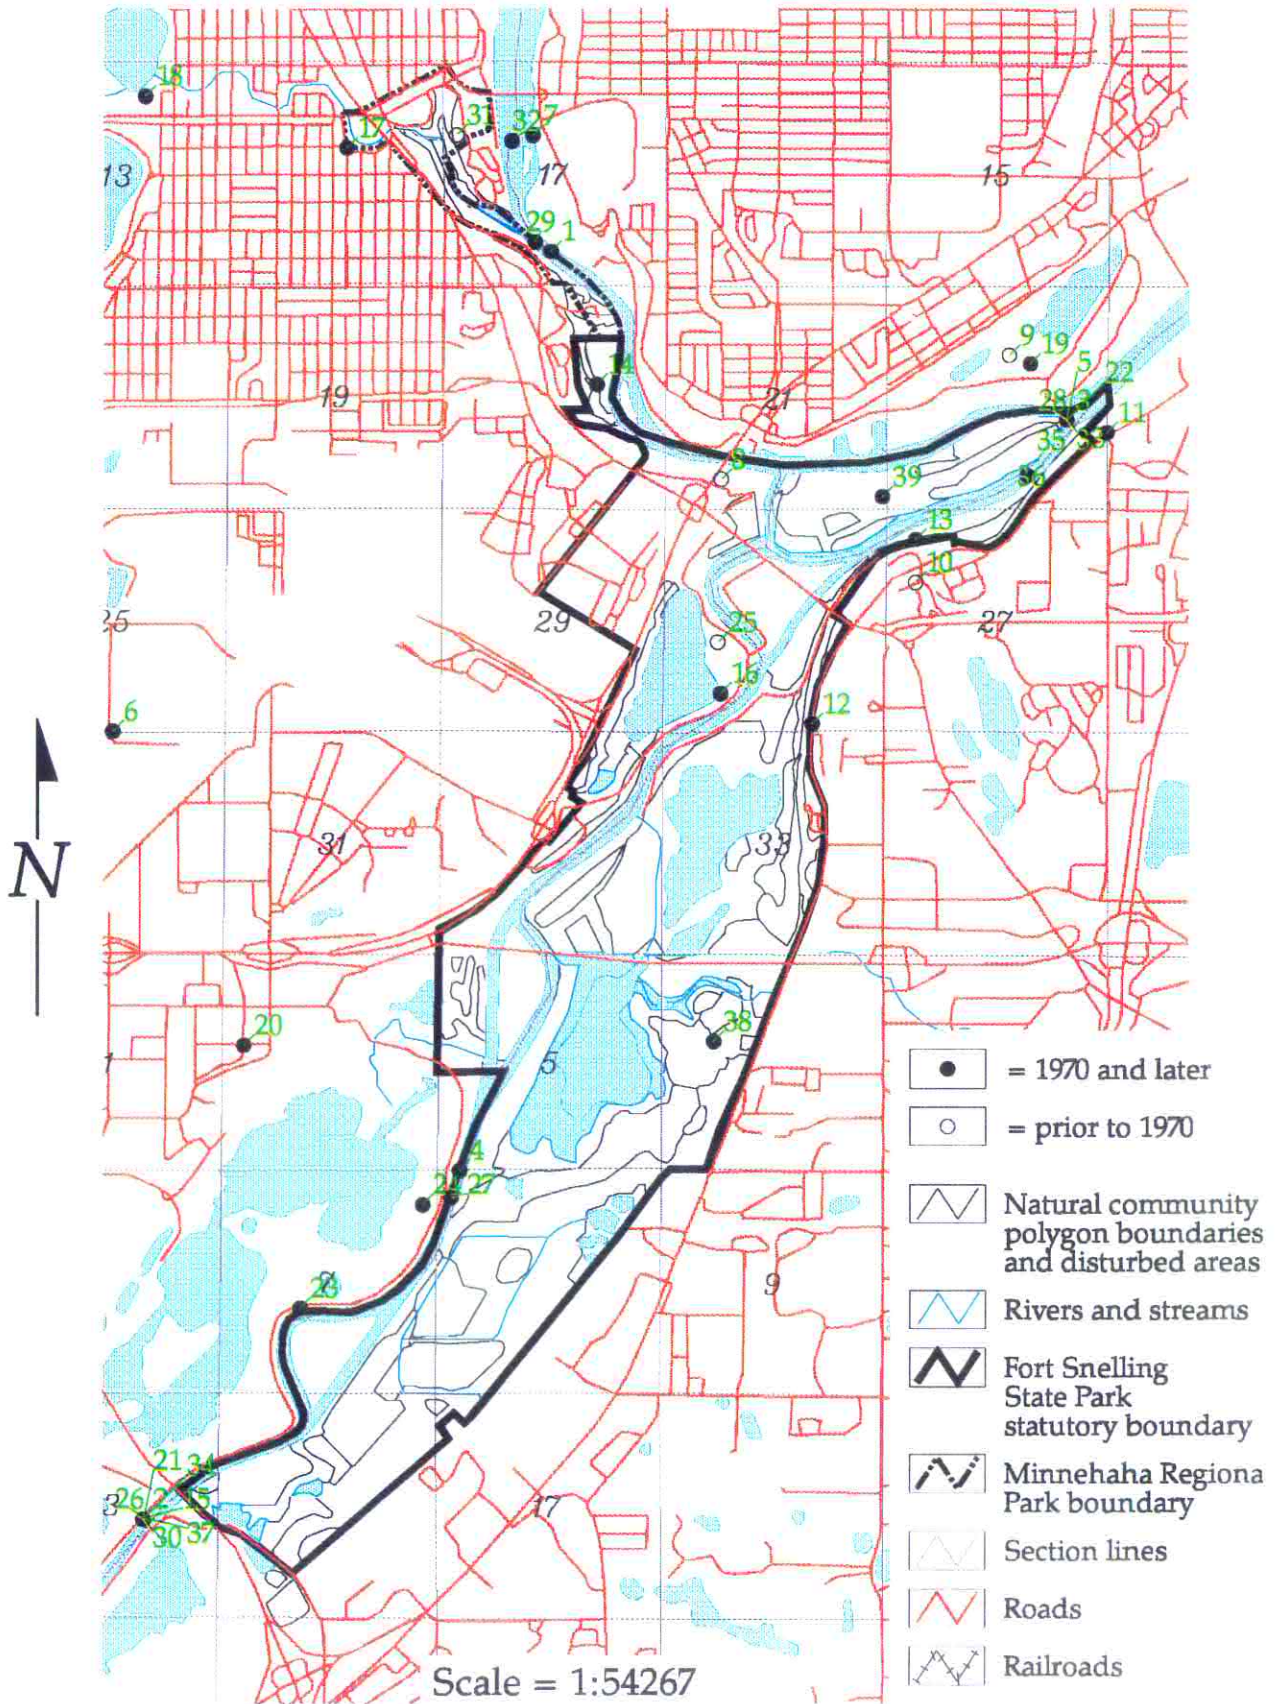 18
31
17
32 7
13
17
15
29
1
9
19
5
14
22
19
21
28 3
11
35
8
36
39
13
10
25
29
25
27
16
6
12
31
33
N
20
38
5
= 1970 and later
= prior to 1970
4
27
Natural community
polygon boundaries
and disturbed areas
23
9
Rivers and streams
Fort Snelling
State Park
statutory boundary
21 34
26 2 15
30 37
17
Minnehaha Regiona
Park boundary
Section lines
Roads
Railroads
Scale = 1:54267